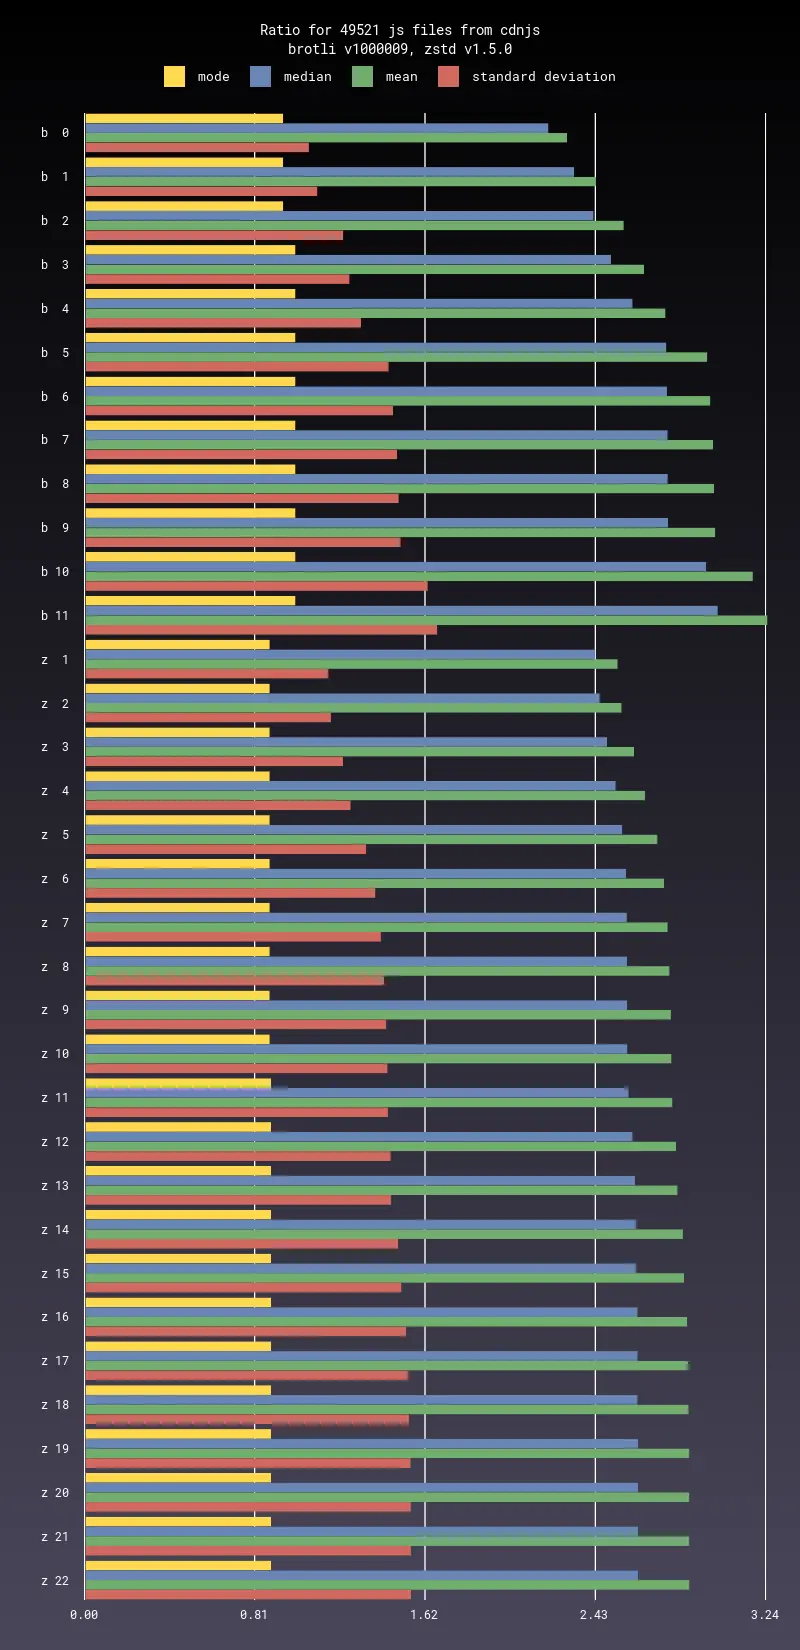 Ratio for 49521 js files from cdnjs
brotli v1000009, zstd v1.5.0
mode median mean standard deviation
b 0
b 1
b 2
b 3
b 4
b 5
b 6
b 7
b 8
b 9
b 10
b 11
z 1
z 2
z 3
z 4
z 5
z 6
z 7
z 8
z 9
z 10
z 11
z 12
z 13
z 14
z 15
z 16
z 17
z 18
z 19
z 20
z 21
z 22
0.00 0.81 1.62 2.43 3.24